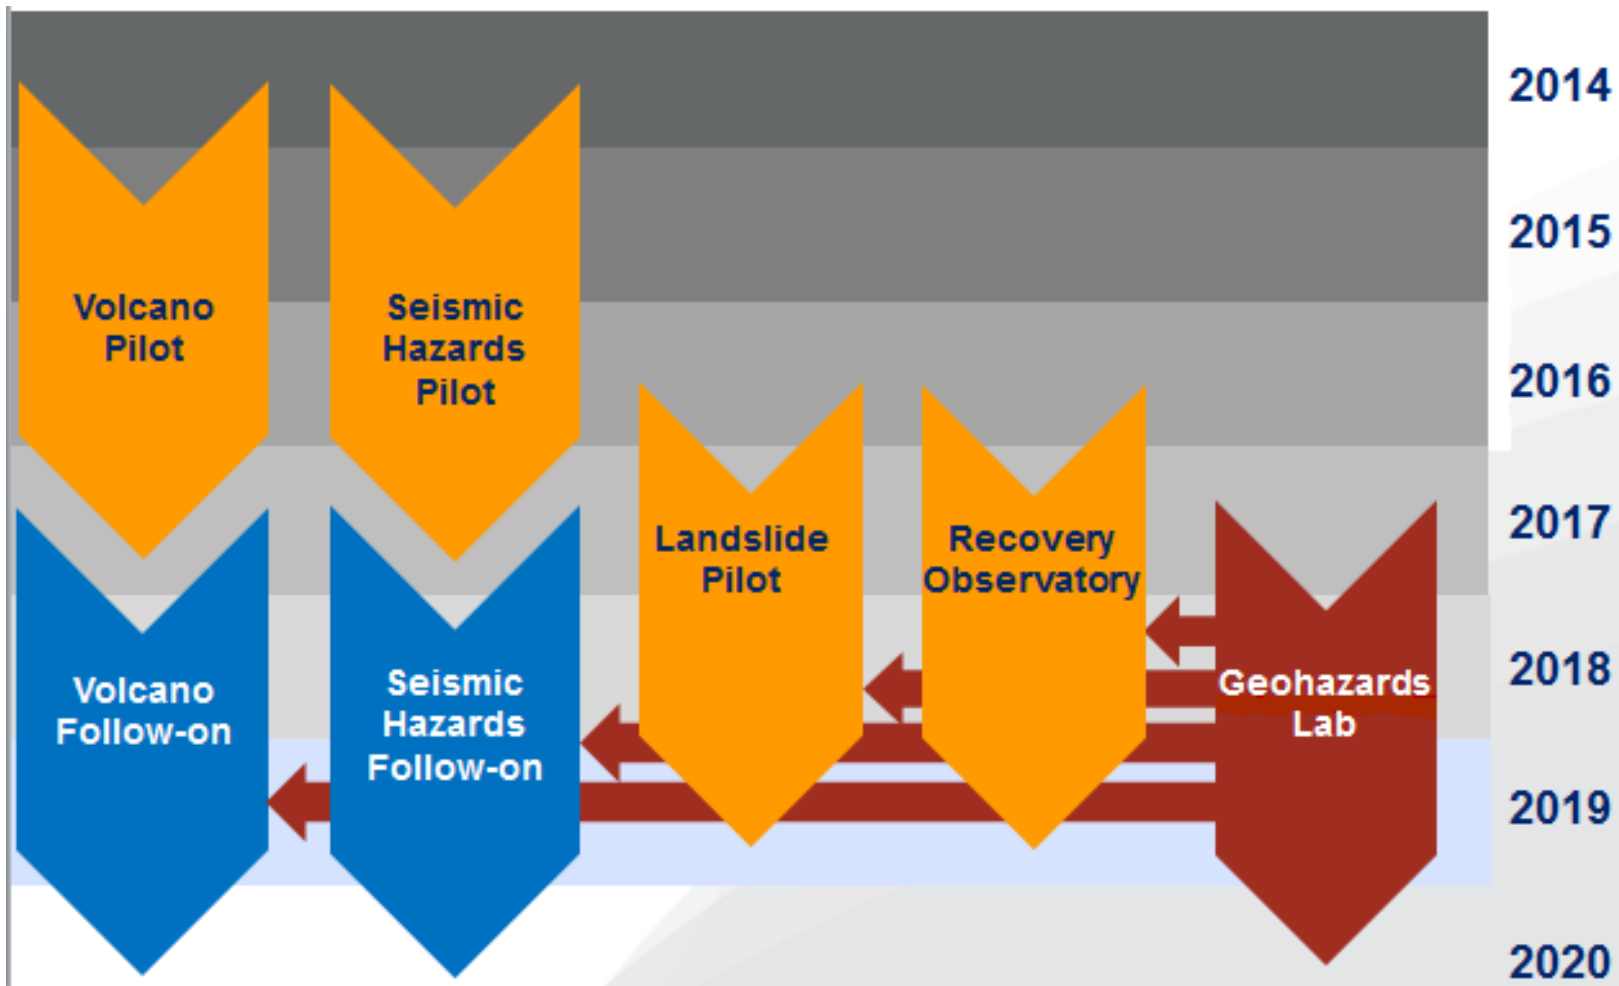 2014
2015
Volcano
Pilot
Seismic
Hazards
Pilot
2016
Landslide
Pilot
Recovery
Observatory
2017
Volcano
Follow-on
Seismic
Hazards
Follow-on
Geohazards
Lab
2018
2019
2020